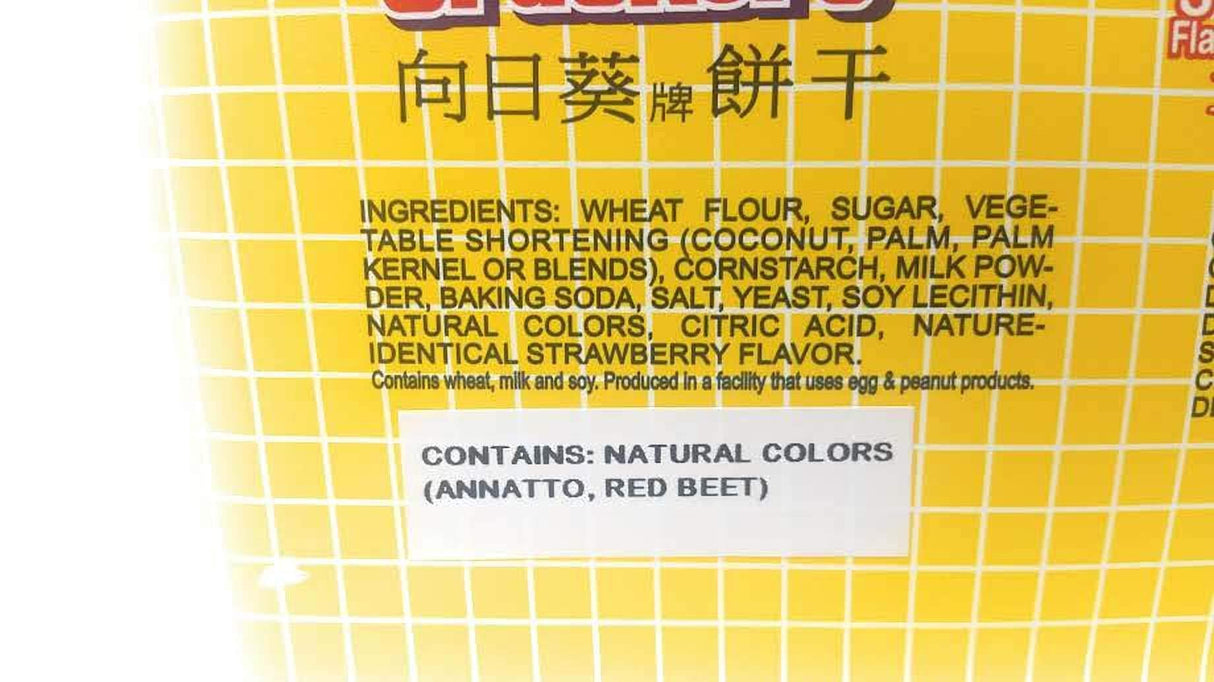 Crackers
向日葵牌餅干
INGREDIENTS: WHEAT FLOUR, SUGAR, VEGE-
TABLE SHORTENING (COCONUT, PALM, PALM
KERNEL OR BLENDS), CORNSTARCH, MILK POW-
DER, BAKING SODA, SALT, YEAST, SOY LECITHIN,
NATURAL COLORS, CITRIC ACID, NATURE-
IDENTICAL STRAWBERRY FLAVOR.
Contains wheat, milk and soy. Produced in a facility that uses egg & peanut products.
CONTAINS: NATURAL COLORS
(ANNATTO, RED BEET)